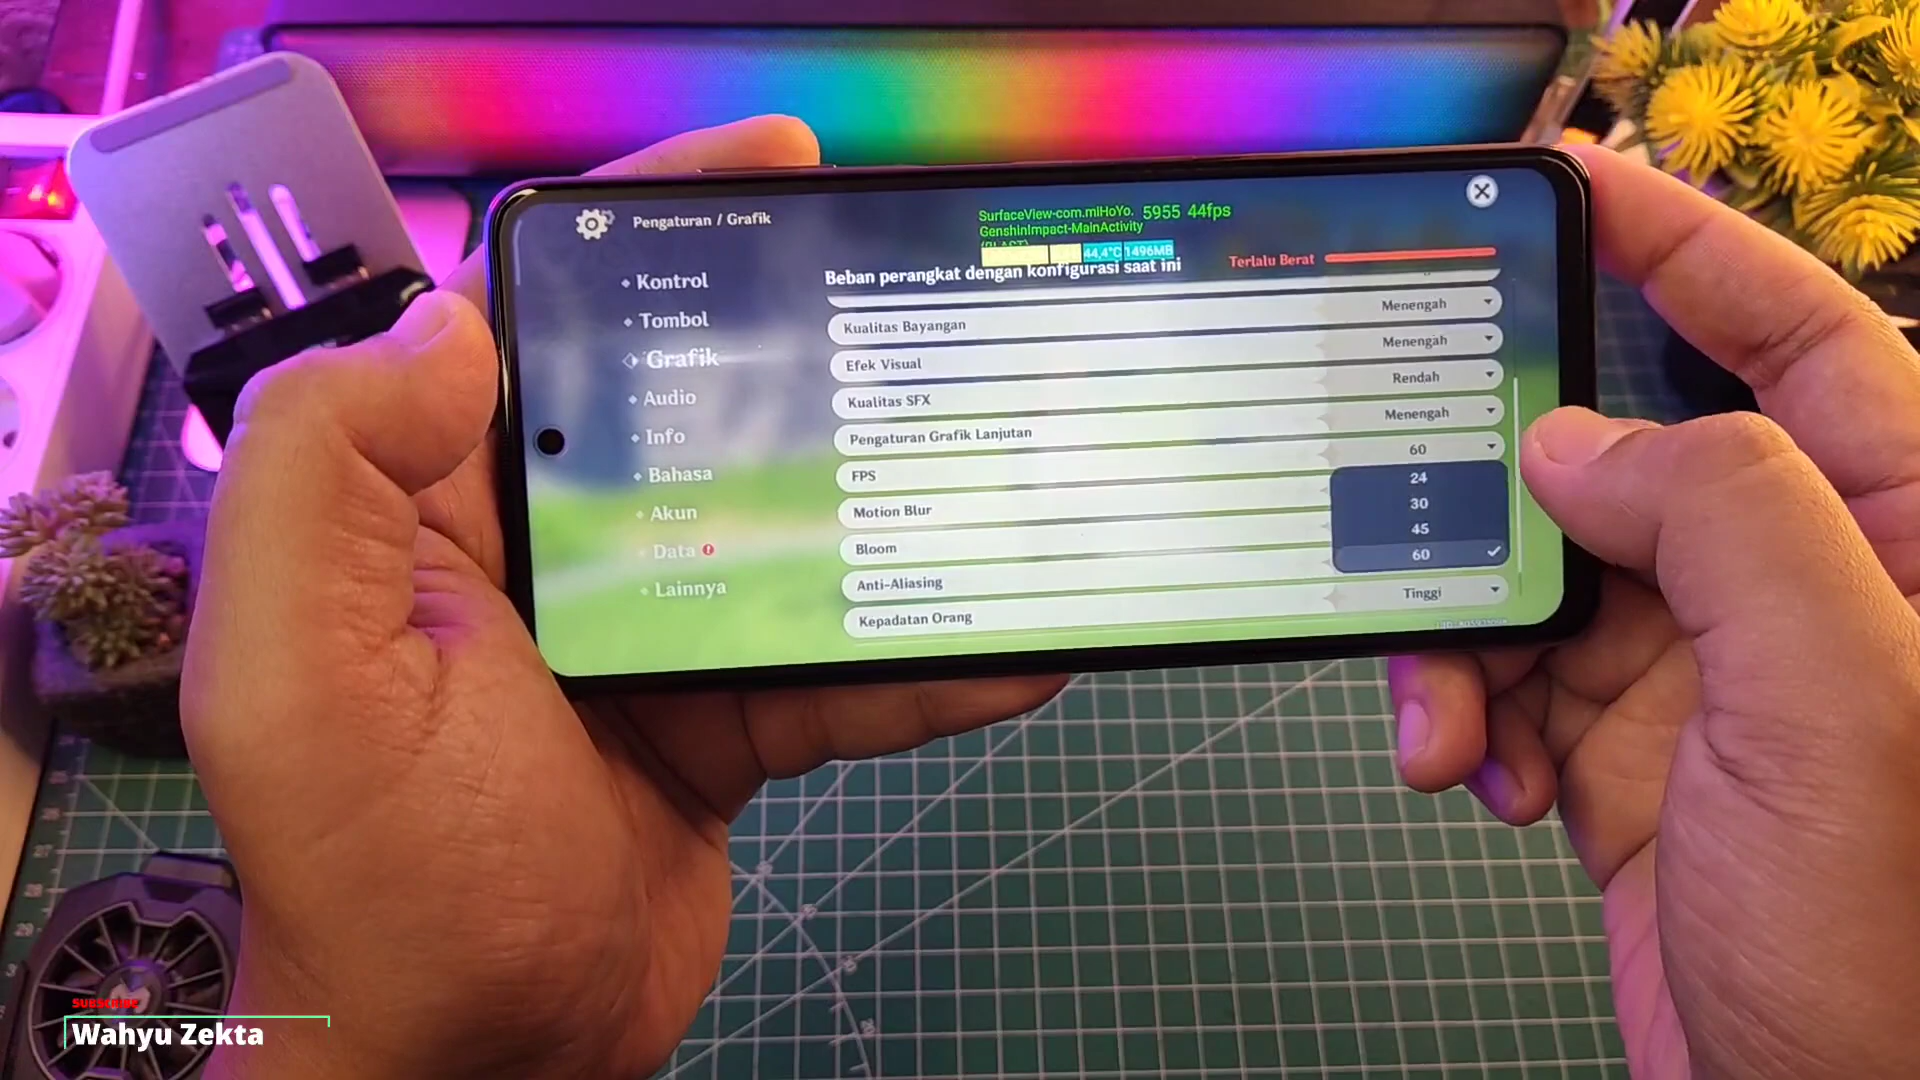 Pengaturan / Grafik
SurfaceView-com.miHoYo. 5955 44fps
GenshinImpact-MainActivity
(BLAST)
44,4°C 1496MB
Beban perangkat dengan konfigurasi saat ini
Terlalu Berat
Kontrol
Tombol
Grafik
Audio
Info
Bahasa
Akun
Data
Lainnya
Kualitas Bayangan Menengah
Efek Visual Menengah
Kualitas SFX Rendah
Pengaturan Grafik Lanjutan Menengah
FPS 60
24
30
45
60
Motion Blur
Bloom
Anti-Aliasing
Kepadatan Orang Tinggi
SUBSCRIBE
Wahyu Zekta